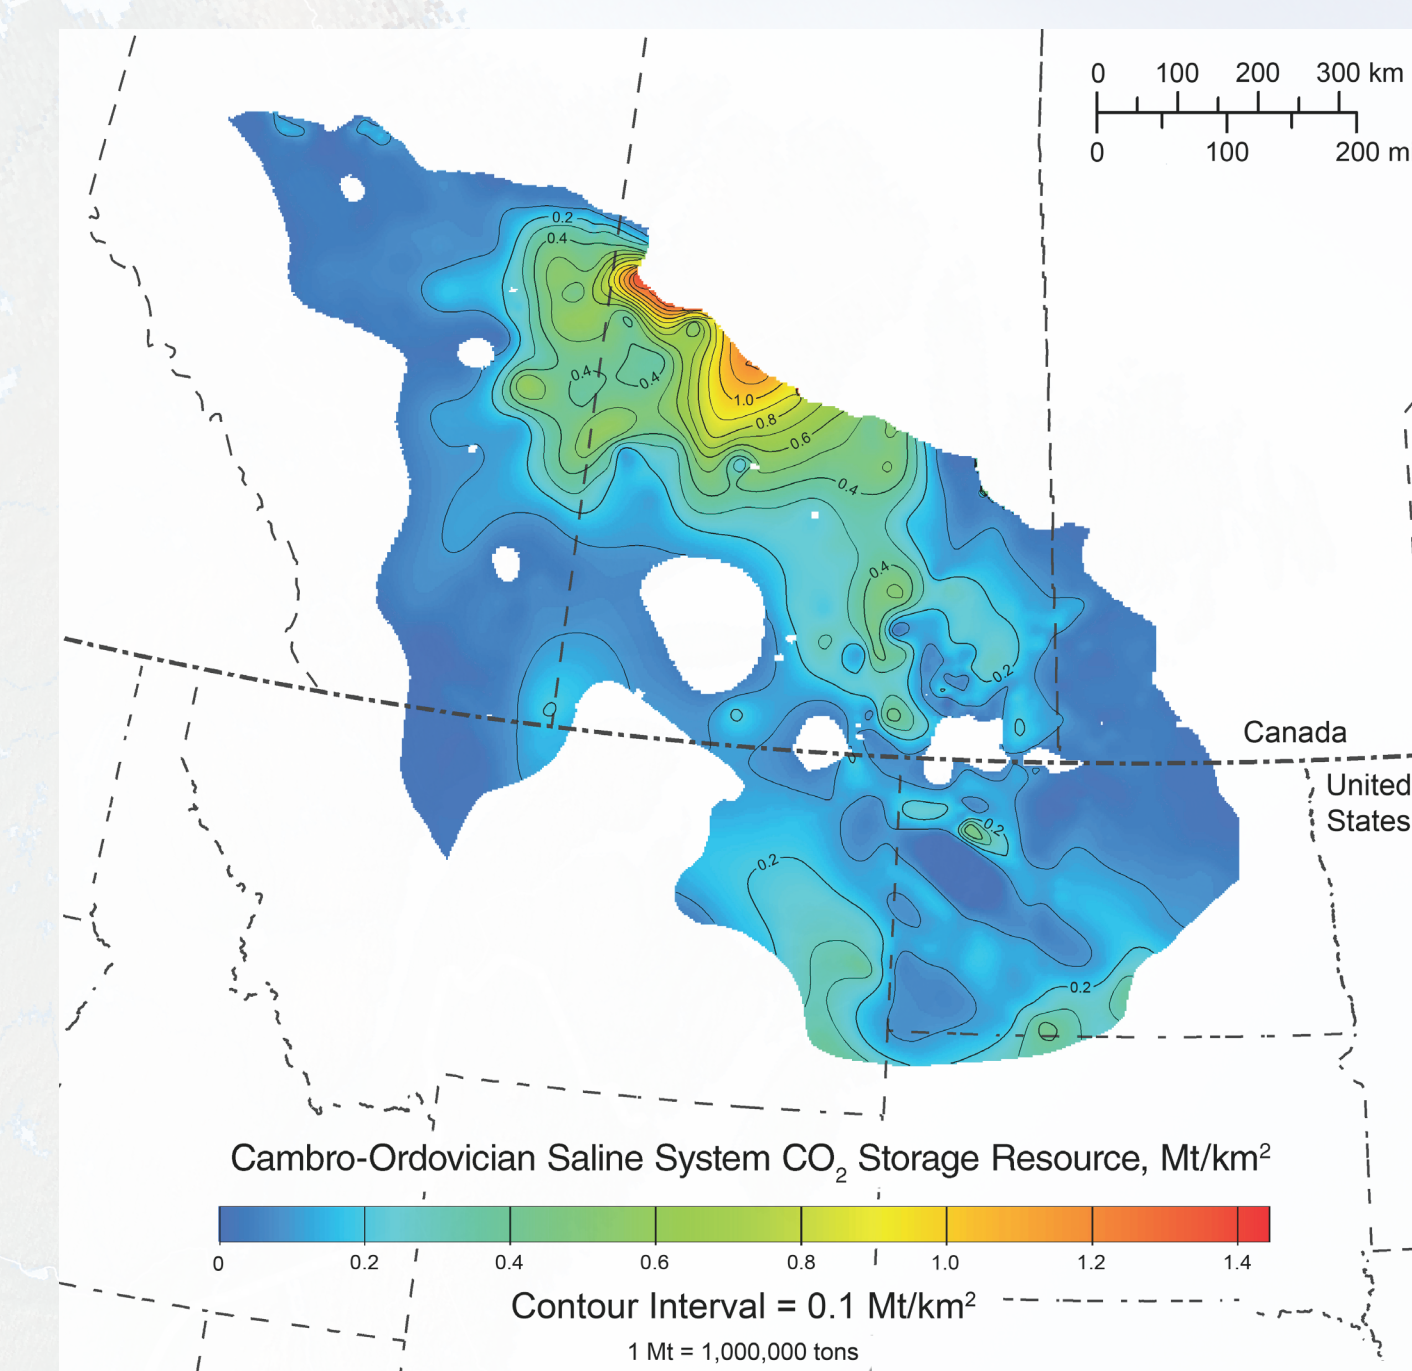 0 100 200 300 km
0 100 200 m
0.2
0.4
0.4
0.4
1.0
0.8
0.6
0.4
0.4
0.2
Canada
United
States
0.2
0.2
0.2
Cambro-Ordovician Saline System CO₂ Storage Resource, Mt/km²
0 0.2 0.4 0.6 0.8 1.0 1.2 1.4
Contour Interval = 0.1 Mt/km²
1 Mt = 1,000,000 tons